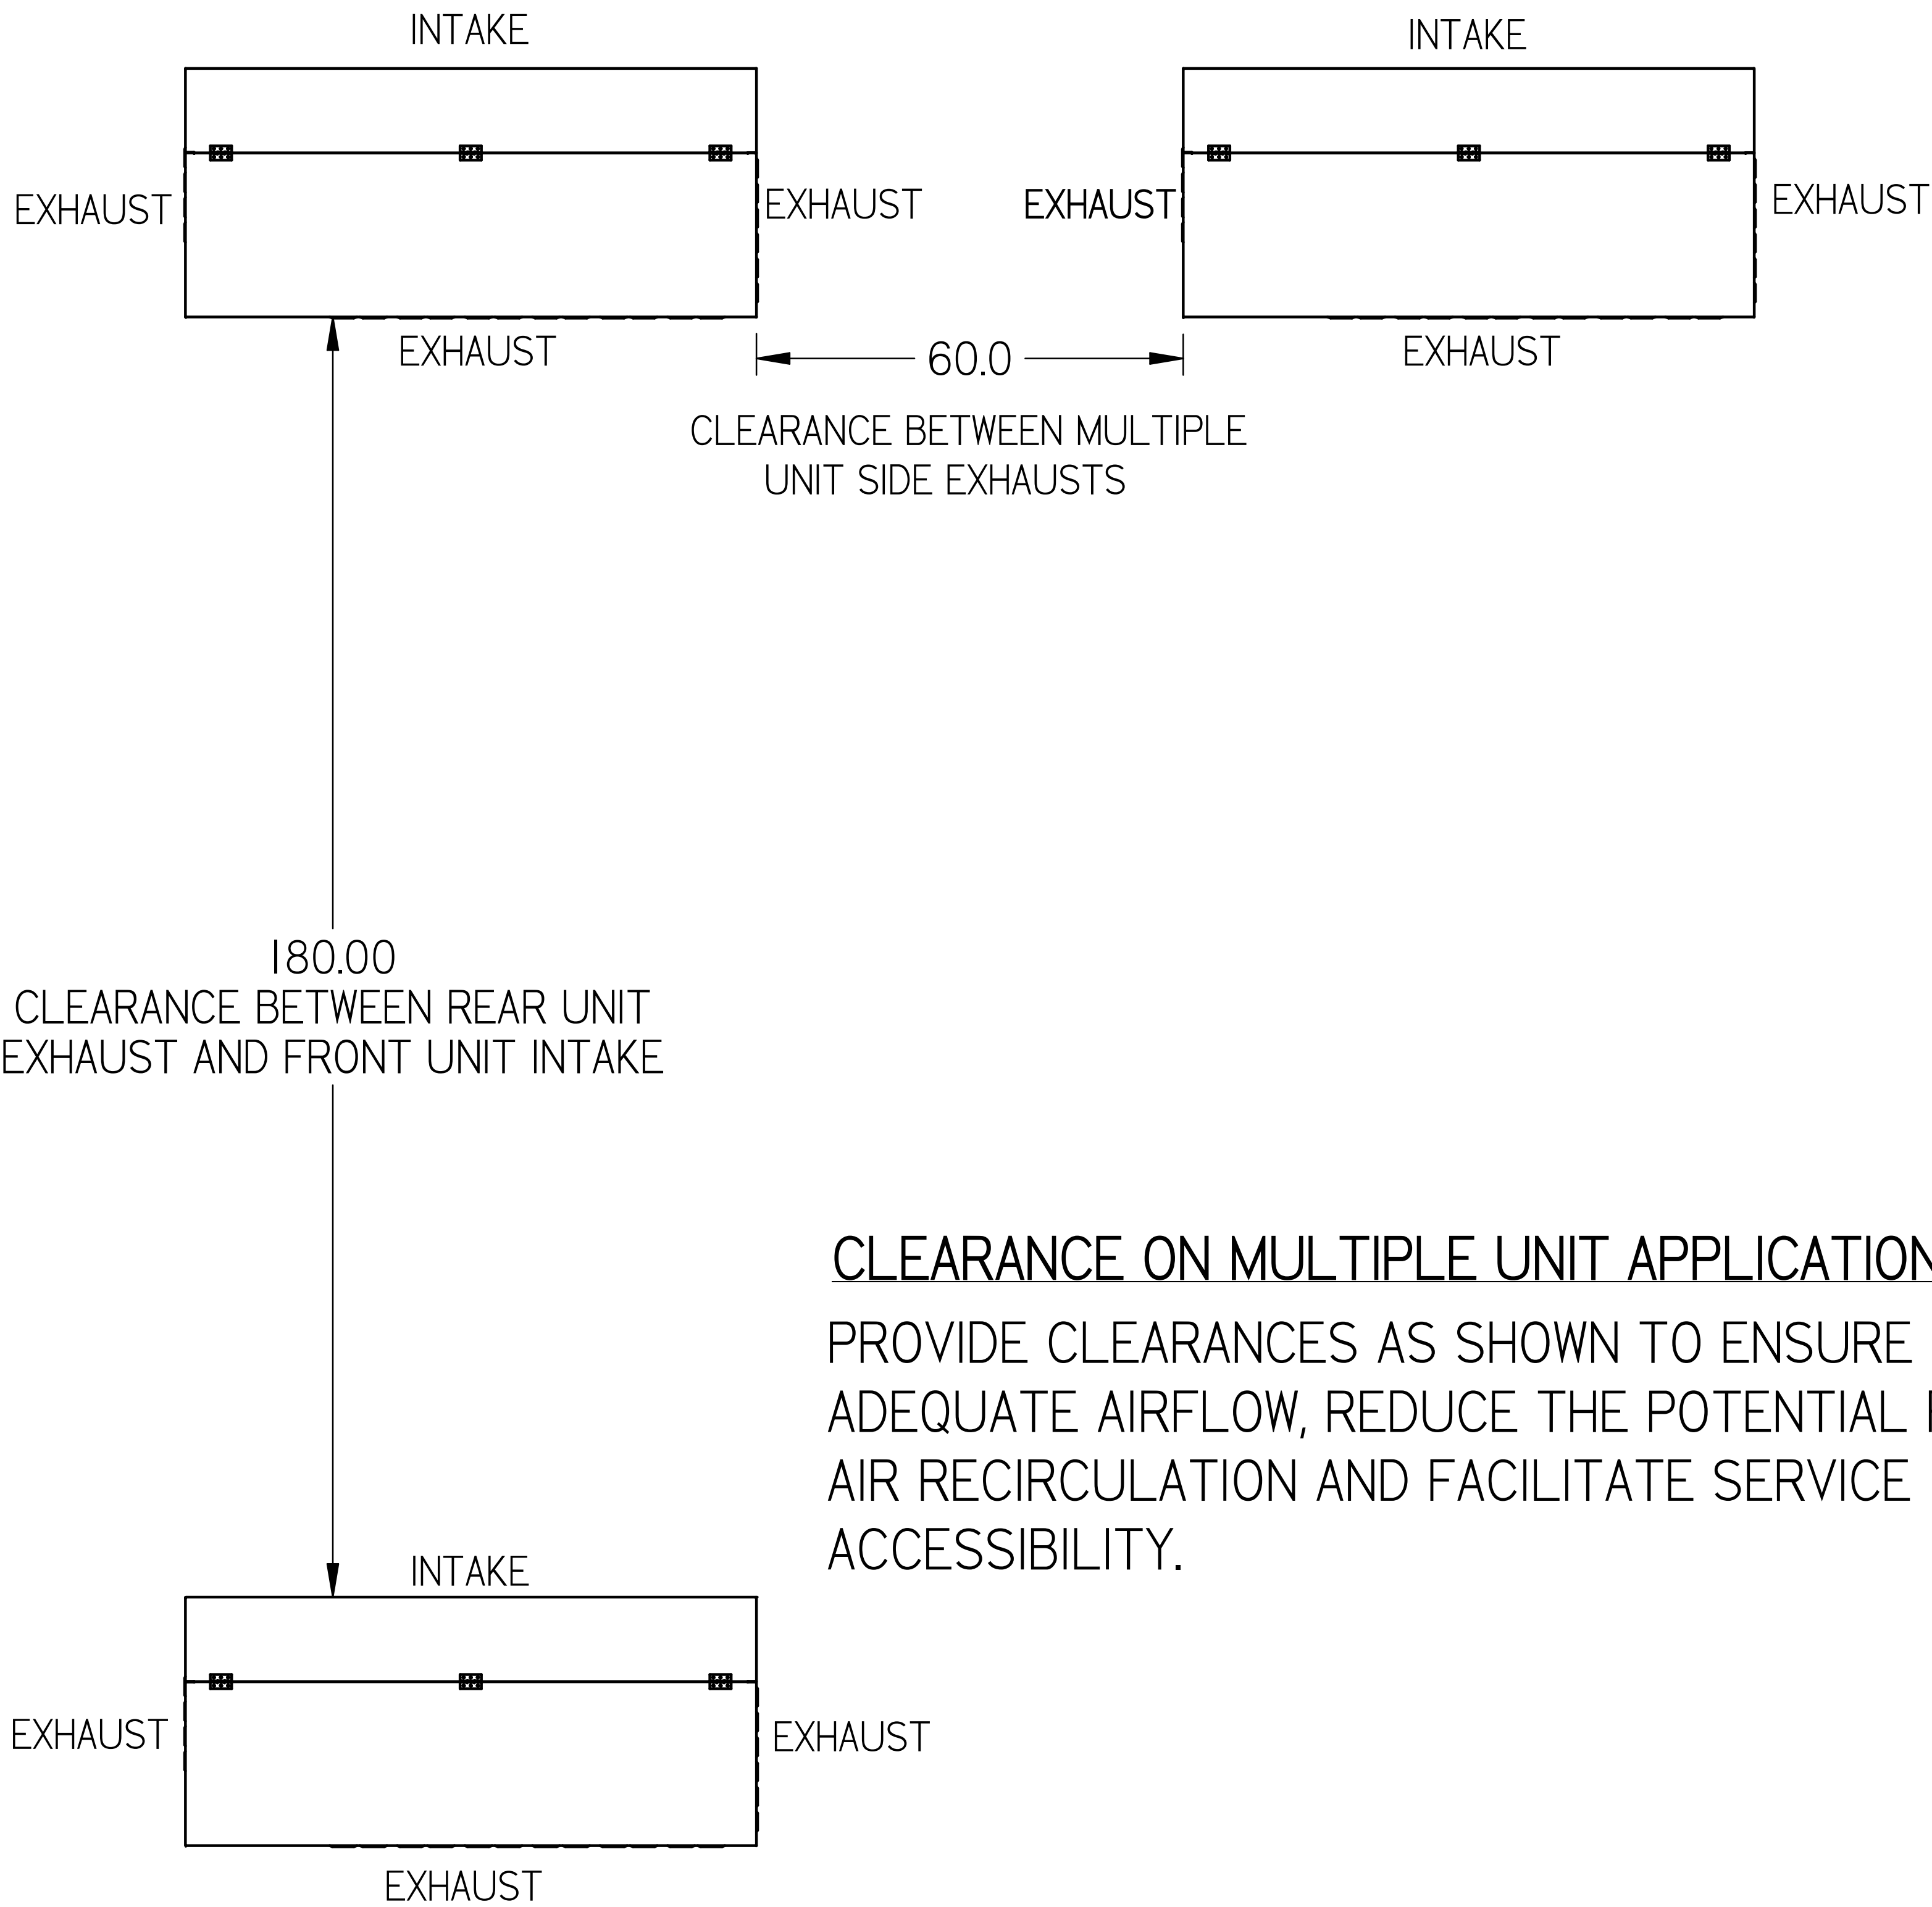 INTAKE
INTAKE
EXHAUST
EXHAUST
EXHAUST
EXHAUST
EXHAUST
60.0
EXHAUST
CLEARANCE BETWEEN MULTIPLE
UNIT SIDE EXHAUSTS
180.00
CLEARANCE BETWEEN REAR UNIT
EXHAUST AND FRONT UNIT INTAKE
CLEARANCE ON MULTIPLE UNIT APPLICATION
PROVIDE CLEARANCES AS SHOWN TO ENSURE
ADEQUATE AIRFLOW, REDUCE THE POTENTIAL
AIR RECIRCULATION AND FACILITATE SERVICE
ACCESSIBILITY.
INTAKE
EXHAUST
EXHAUST
EXHAUST